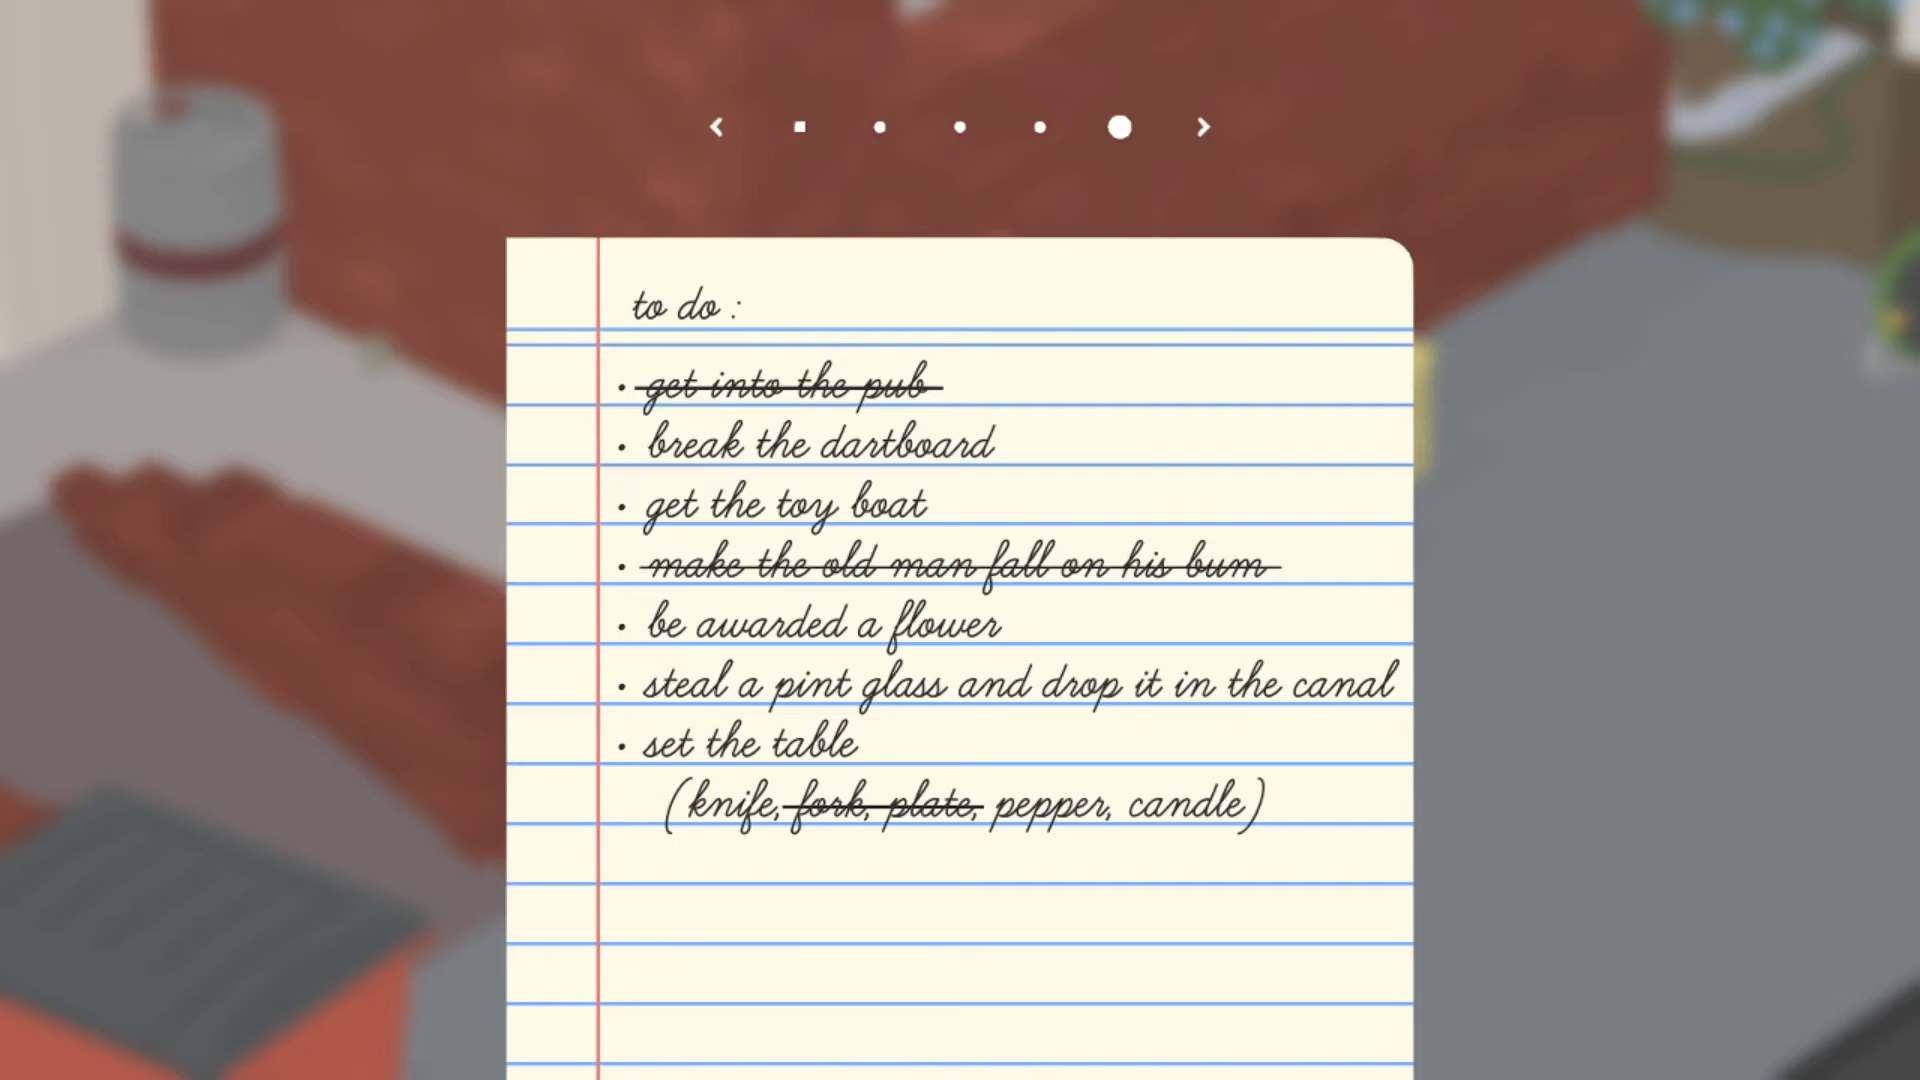 to do :
• get into the pub
• break the dartboard
• get the toy boat
• make the old man fall on his bum
• be awarded a flower
• steal a pint glass and drop it in the canal
• set the table
(knife, fork, plate, pepper, candle)